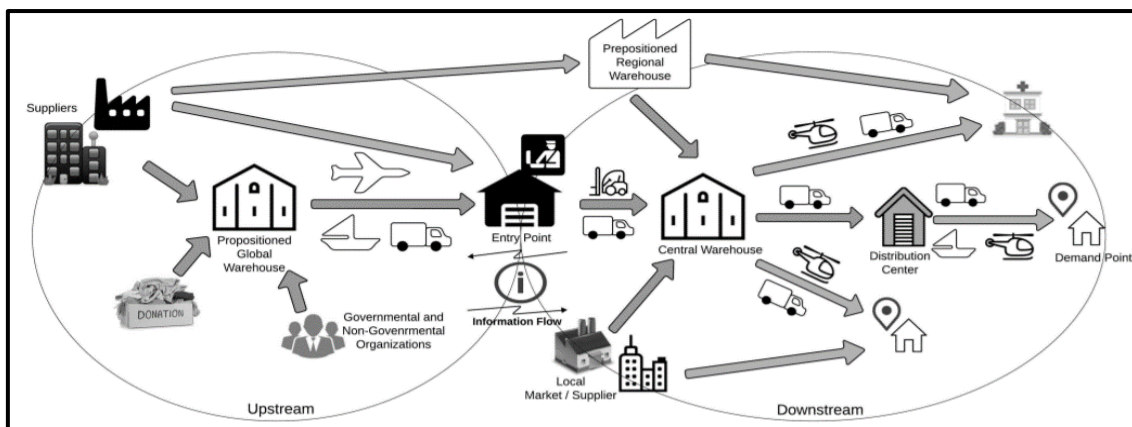 Prepositioned
Regional
Warehouse
Suppliers
Propositioned
Global
Warehouse
Entry Point
Central Warehouse
Distribution
Center
Demand Point
DONATION
Governmental and
Non-Govenrmental
Organizations
Information Flow
Local
Market / Supplier
Upstream
Downstream